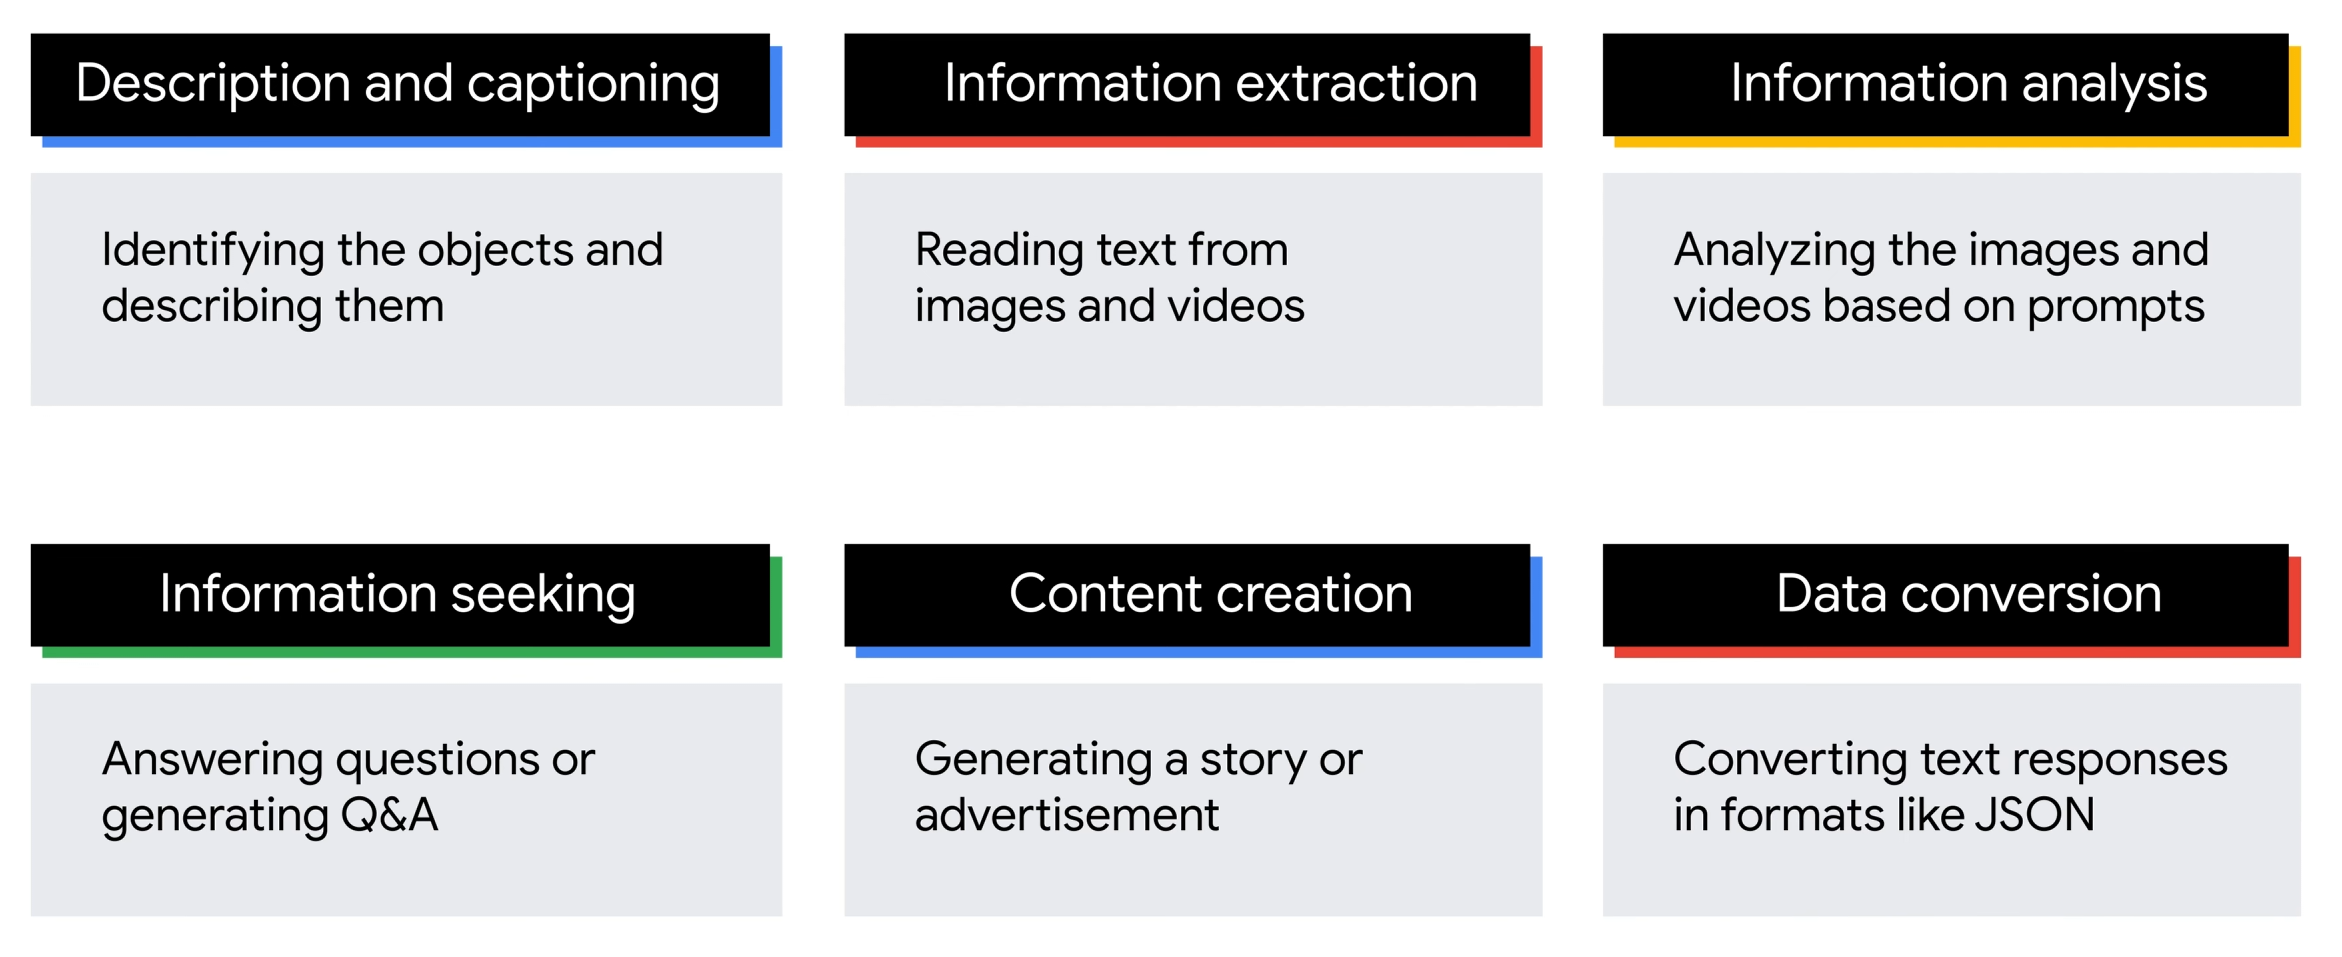 Description and captioning
Identifying the objects and
describing them
Information extraction
Reading text from
images and videos
Information analysis
Analyzing the images and
videos based on prompts
Information seeking
Answering questions or
generating Q&A
Content creation
Generating a story or
advertisement
Data conversion
Converting text responses
in formats like JSON